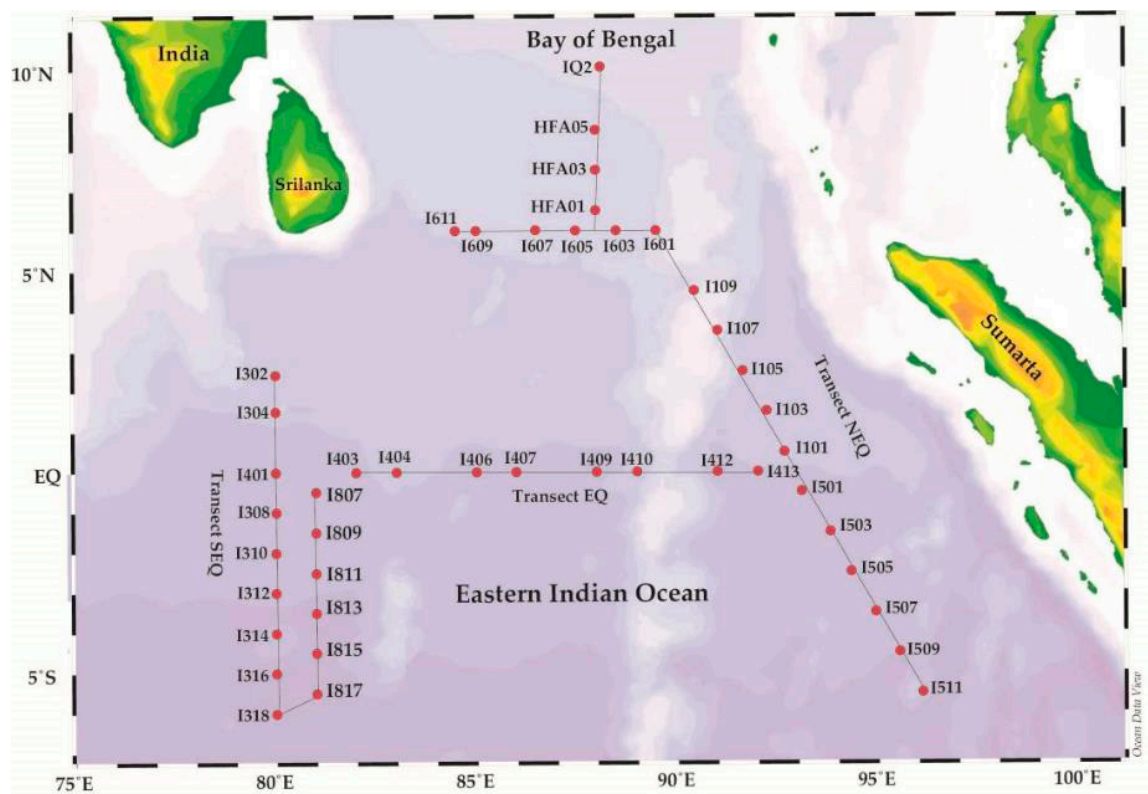 Bay of Bengal
India
10°N
IQ2
HFA05
HFA03
Srilanka
HFA01
I611
I609
I607
I605
I603
I601
5°N
I109
I107
Sumarta
I105
I103
I101
Transect NEQ
I302
I304
I401
I308
I310
I312
I314
I316
I318
Transect SEQ
EQ
I403
I404
I406
I407
I409
I410
I412
I413
Transect EQ
I807
I809
I811
I813
I815
I817
I501
I503
I505
I507
I509
I511
Eastern Indian Ocean
5°S
75°E
80°E
85°E
90°E
95°E
100°E
Ocean Data View